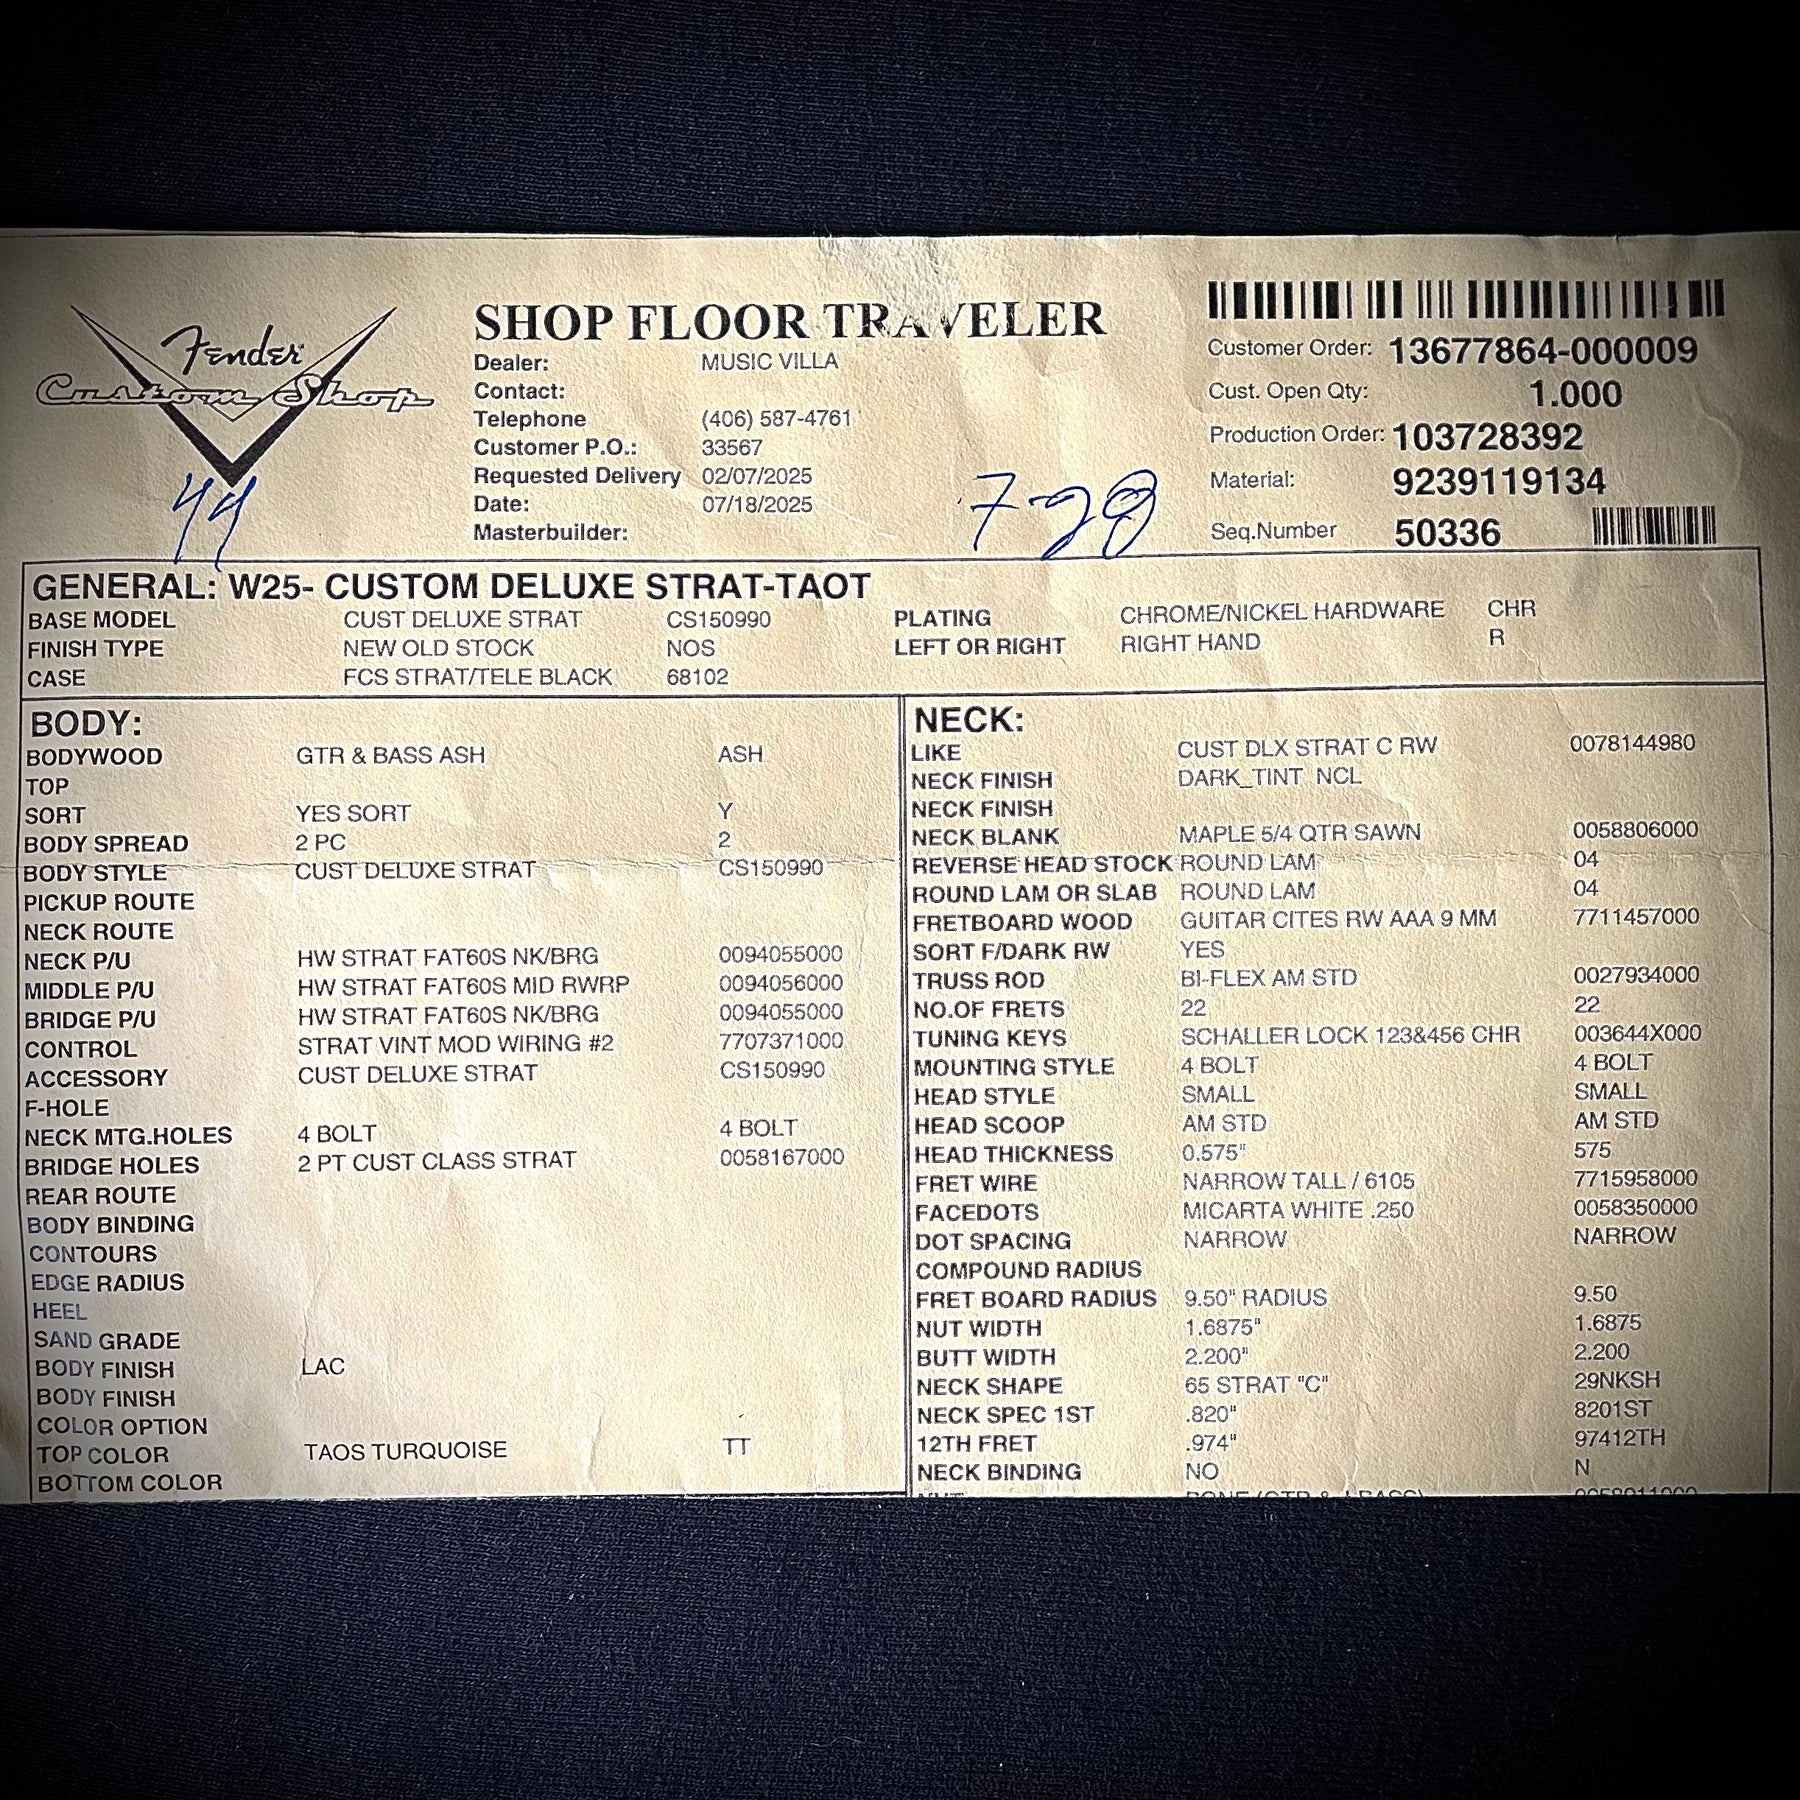 Fender
Custom Shop
44
SHOP FLOOR TRAVELER
Dealer: MUSIC VILLA
Contact:
Telephone (406) 587-4761
Customer P.O.: 33567
Requested Delivery 02/07/2025
Date: 07/18/2025
Masterbuilder:
7-29
Customer Order: 13677864-000009
Cust. Open Qty: 1.000
Production Order: 103728392
Material: 9239119134
Seq.Number 50336
GENERAL: W25- CUSTOM DELUXE STRAT-TAOT
BASE MODEL CUST DELUXE STRAT CS150990 PLATING CHROME/NICKEL HARDWARE CHR
FINISH TYPE NEW OLD STOCK NOS LEFT OR RIGHT RIGHT HAND R
CASE FCS STRAT/TELE BLACK 68102
BODY:
BODYWOOD GTR & BASS ASH ASH
TOP
SORT YES SORT Y
BODY SPREAD 2 PC 2
BODY STYLE CUST DELUXE STRAT CS150990
PICKUP ROUTE
NECK ROUTE
NECK P/U HW STRAT FAT60S NK/BRG 0094055000
MIDDLE P/U HW STRAT FAT60S MID RWRP 0094056000
BRIDGE P/U HW STRAT FAT60S NK/BRG 0094055000
CONTROL STRAT VINT MOD WIRING #2 7707371000
ACCESSORY CUST DELUXE STRAT CS150990
F-HOLE
NECK MTG.HOLES 4 BOLT 4 BOLT
BRIDGE HOLES 2 PT CUST CLASS STRAT 0058167000
REAR ROUTE
BODY BINDING
CONTOURS
EDGE RADIUS
HEEL
SAND GRADE
BODY FINISH LAC
BODY FINISH
COLOR OPTION
TOP COLOR TAOS TURQUOISE TT
BOTTOM COLOR
NECK:
LIKE CUST DLX STRAT C RW 0078144980
NECK FINISH DARK_TINT NCL
NECK FINISH
NECK BLANK MAPLE 5/4 QTR SAWN 0058806000
REVERSE HEAD STOCK ROUND LAM 04
ROUND LAM OR SLAB ROUND LAM 04
FRETBOARD WOOD GUITAR CITES RW AAA 9 MM 7711457000
SORT F/DARK RW YES
TRUSS ROD BI-FLEX AM STD 0027934000
NO.OF FRETS 22 22
TUNING KEYS SCHALLER LOCK 123&456 CHR 003644X000
MOUNTING STYLE 4 BOLT 4 BOLT
HEAD STYLE SMALL SMALL
HEAD SCOOP AM STD AM STD
HEAD THICKNESS 0.575" 575
FRET WIRE NARROW TALL / 6105 7715958000
FACEDOTS MICARTA WHITE .250 0058350000
DOT SPACING NARROW NARROW
COMPOUND RADIUS
FRET BOARD RADIUS 9.50" RADIUS 9.50
NUT WIDTH 1.6875" 1.6875
BUTT WIDTH 2.200" 2.200
NECK SHAPE 65 STRAT "C" 29NKSH
NECK SPEC 1ST .820" 8201ST
12TH FRET .974" 97412TH
NECK BINDING NO N